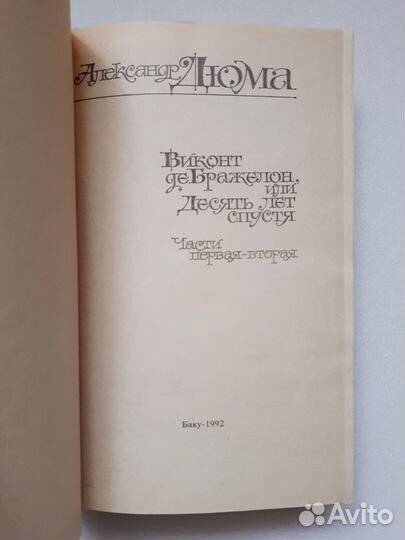 Александр Дюма
Виконт
де Бражелон,
или
Десять лет
спустя
Части
первая-вторая
Баку-1992
Avito